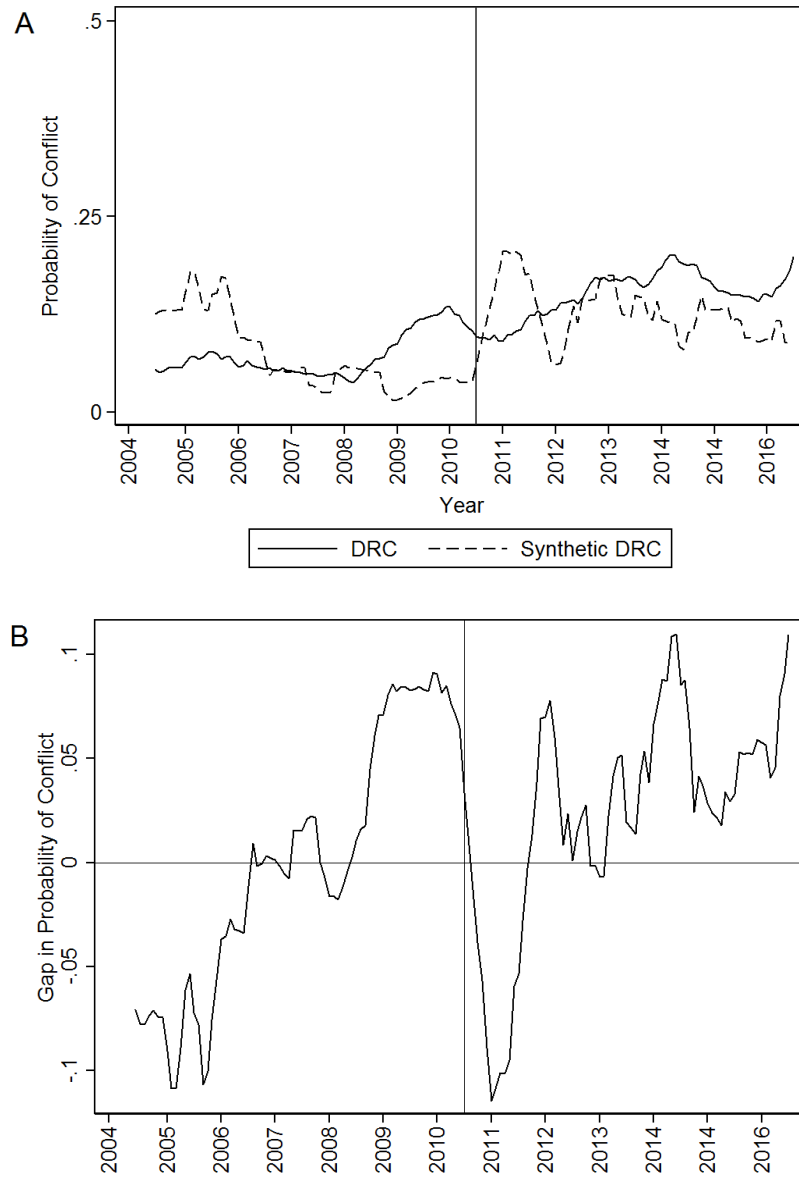 A
Probability of Conflict
.5
.25
0
2004 2005 2006 2007 2008 2009 2010 2011 2012 2013 2014 2014 2016
Year
DRC Synthetic DRC
B
Gap in Probability of Conflict
.1
.05
0
-.05
-.1
2004 2005 2006 2007 2008 2009 2010 2011 2012 2013 2014 2014 2016